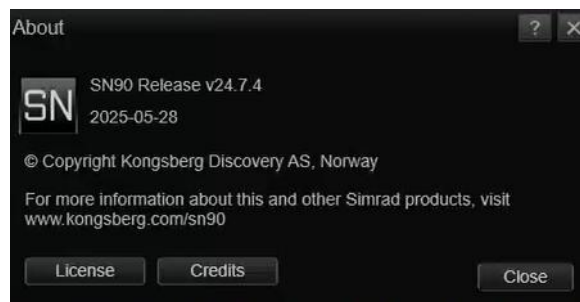 About
?
SN
SN90 Release v24.7.4
2025-05-28
© Copyright Kongsberg Discovery AS, Norway
For more information about this and other Simrad products, visit
www.kongsberg.com/sn90
License
Credits
Close